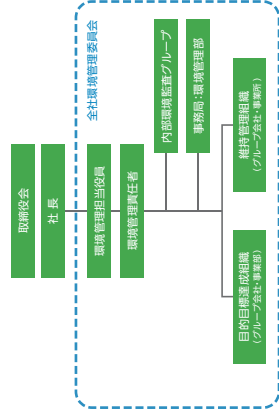 取締役会
社長
全社環境管理委員会
環境管理担当役員
環境管理責任者
内部環境監査グループ
事務局：環境管理部
目的目標達成組織
（グループ会社・事業部）
維持管理組織
（グループ会社・事業所）